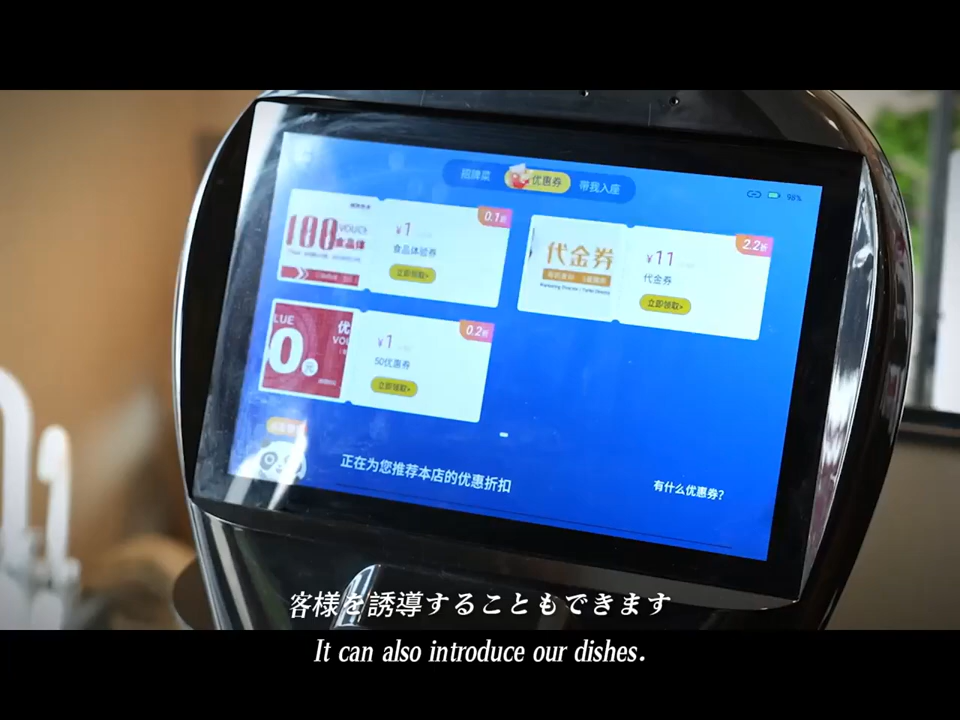 招牌菜
优惠券
带我入座
98%
100
VOUCH
食品体
¥1
0.1折
食品体验券
立即领取>
代金券
¥11
2.2折
代金券
立即领取>
LUE
优
VOU
0元
¥1
0.2折
50优惠券
立即领取>
正在为您推荐本店的优惠折扣
有什么优惠券?
客様を誘導することもできます
It can also introduce our dishes.